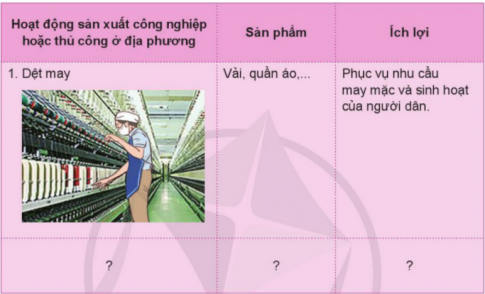 Hoạt động sản xuất công nghiệp
hoặc thủ công ở địa phương
Sản phẩm
Ích lợi
1. Dệt may
Vải, quần áo,...
Phục vụ nhu cầu
may mặc và sinh hoạt
của người dân.
?
?
?